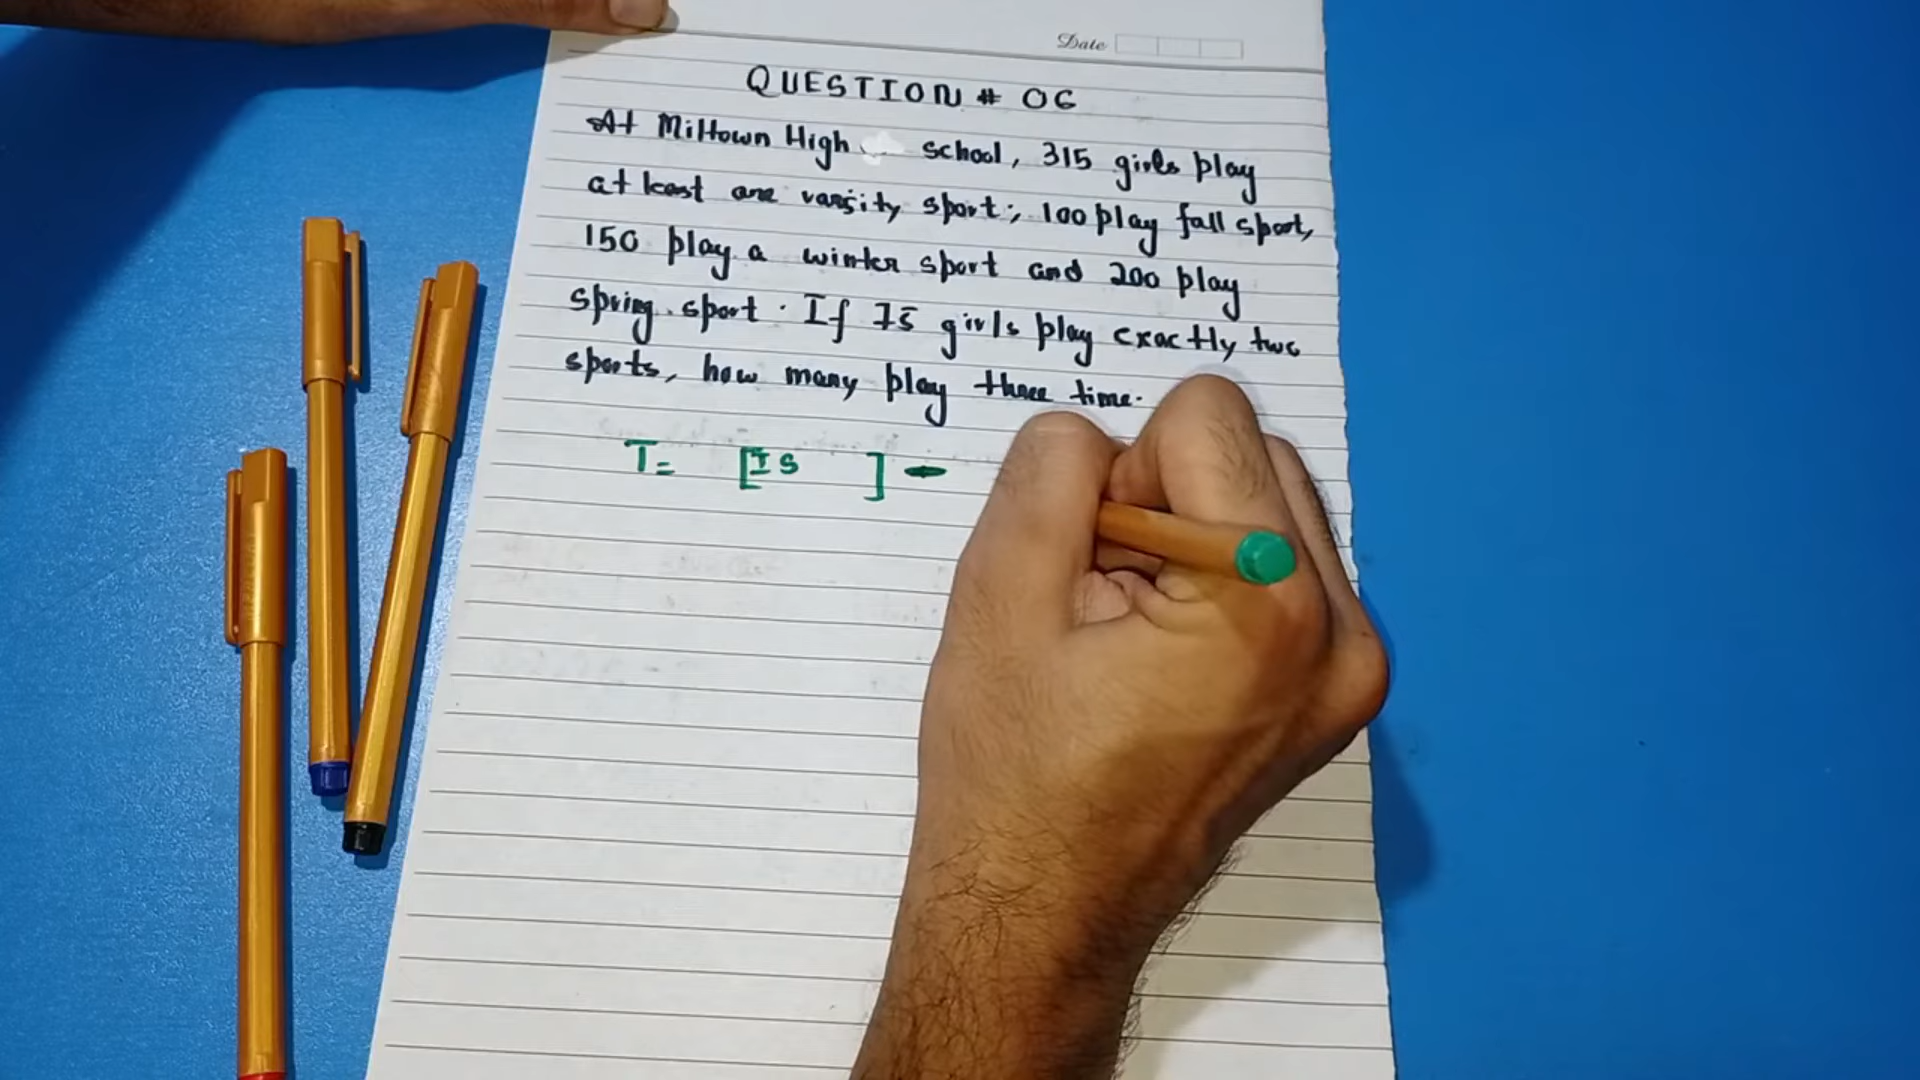 Date
QUESTION # 06
At Miltown High school, 315 girls play
at least one varsity sport; 100 play fall sport,
150 play a winter sport and 200 play
spring sport. If 75 girls play exactly two
sports, how many play three time.
T= [IS ] -